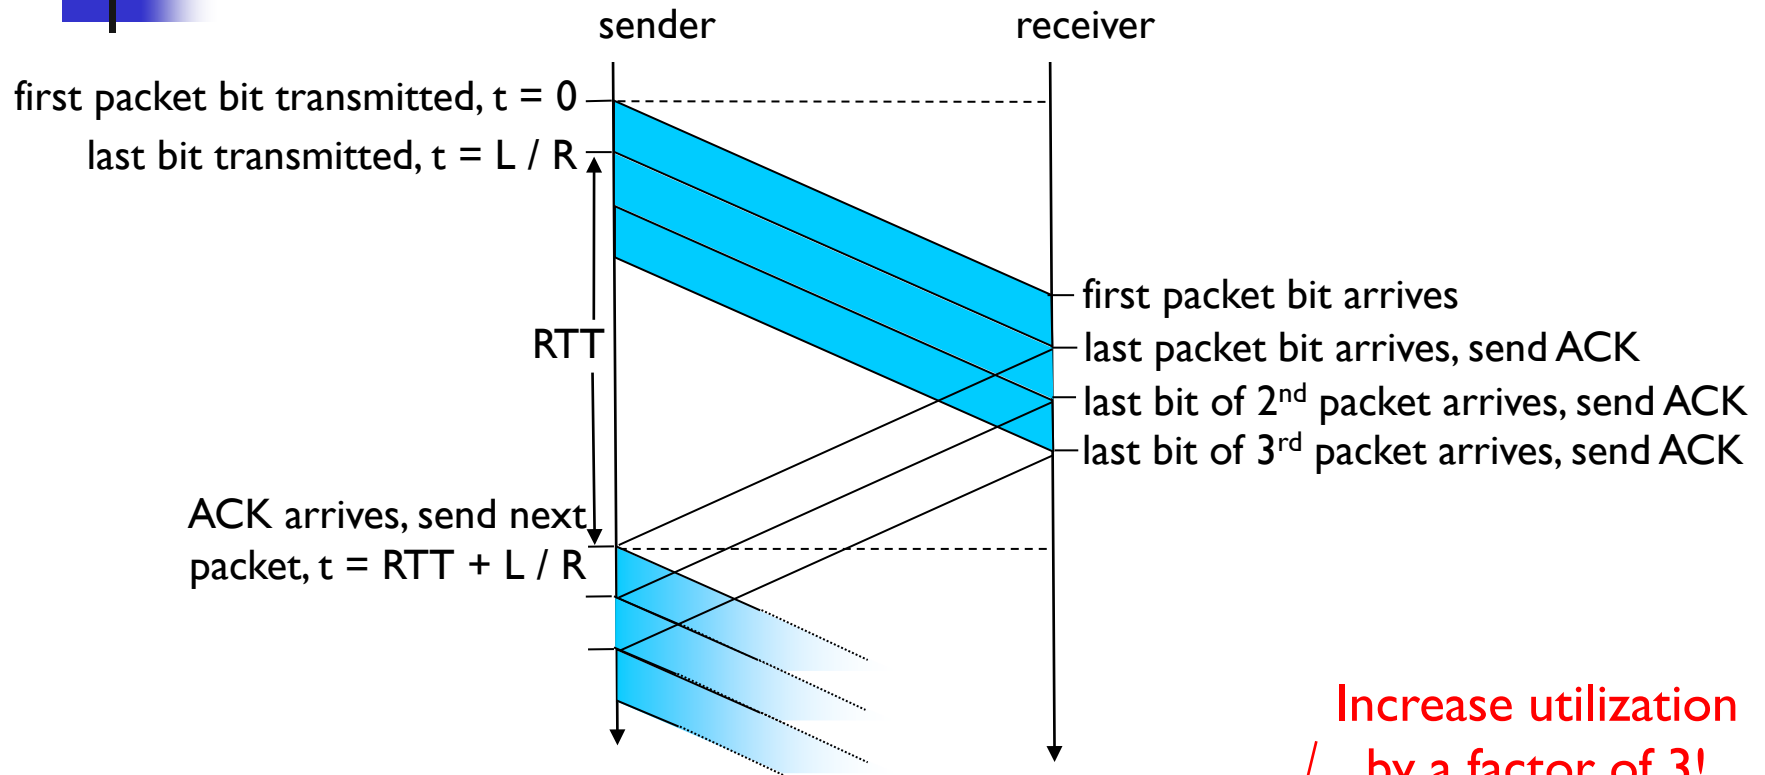 sender
receiver
first packet bit transmitted, t = 0
last bit transmitted, t = L / R
first packet bit arrives
RTT
last packet bit arrives, send ACK
last bit of 2nd packet arrives, send ACK
last bit of 3rd packet arrives, send ACK
ACK arrives, send next
packet, t = RTT + L / R
Increase utilization
by a factor of 3!